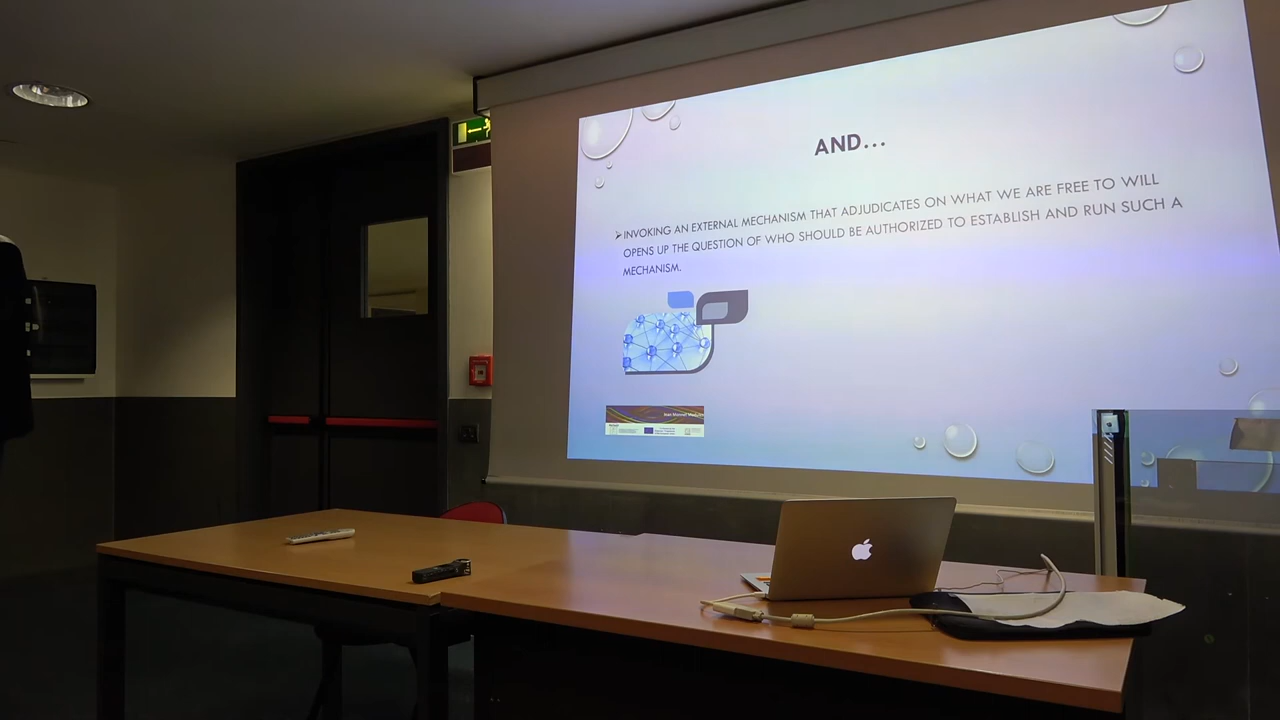 AND...
➢INVOKING AN EXTERNAL MECHANISM THAT ADJUDICATES ON WHAT WE ARE FREE TO WILL
OPENS UP THE QUESTION OF WHO SHOULD BE AUTHORIZED TO ESTABLISH AND RUN SUCH A
MECHANISM.